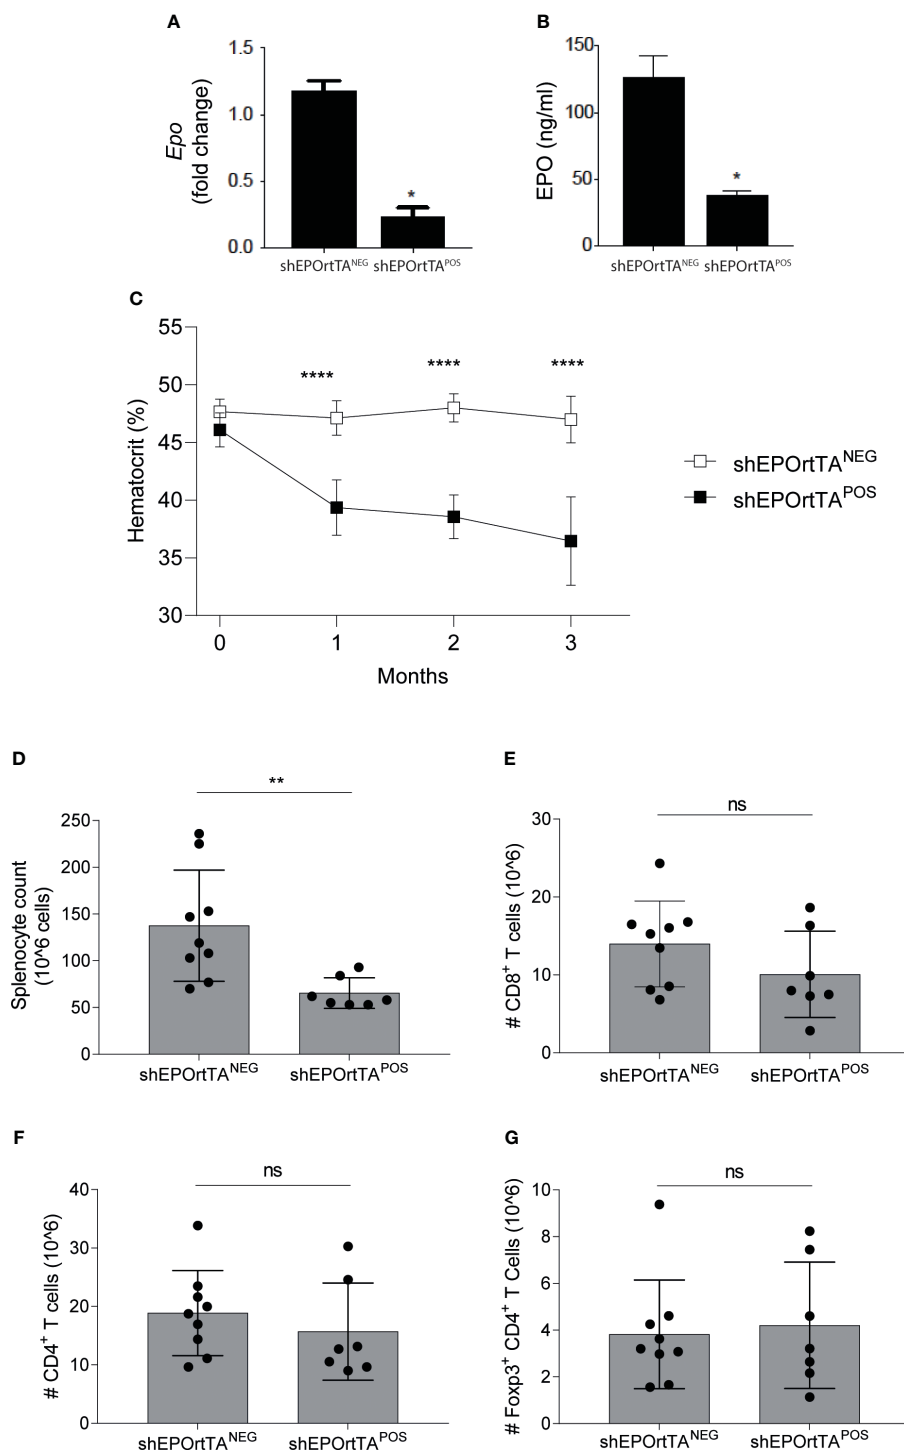 A
Epo
(fold change)
1.5
1.0
0.5
0.0
*
shEPOrtTA^NEG shEPOrtTA^POS
B
EPO (ng/ml)
150
100
50
0
*
shEPOrtTA^NEG shEPOrtTA^POS
C
Hematocrit (%)
55
50
45
40
35
30
**** **** ****
0 1 2 3
Months
shEPOrtTA^NEG
shEPOrtTA^POS
D
Splenocyte count
(10^6 cells)
250
200
150
100
50
0
**
shEPOrtTA^NEG shEPOrtTA^POS
E
# CD8⁺ T cells (10^6)
30
20
10
0
ns
shEPOrtTA^NEG shEPOrtTA^POS
F
# CD4⁺ T cells (10^6)
40
30
20
10
0
ns
shEPOrtTA^NEG shEPOrtTA^POS
G
# Foxp3⁺ CD4⁺ T Cells (10^6)
10
8
6
4
2
0
ns
shEPOrtTA^NEG shEPOrtTA^POS